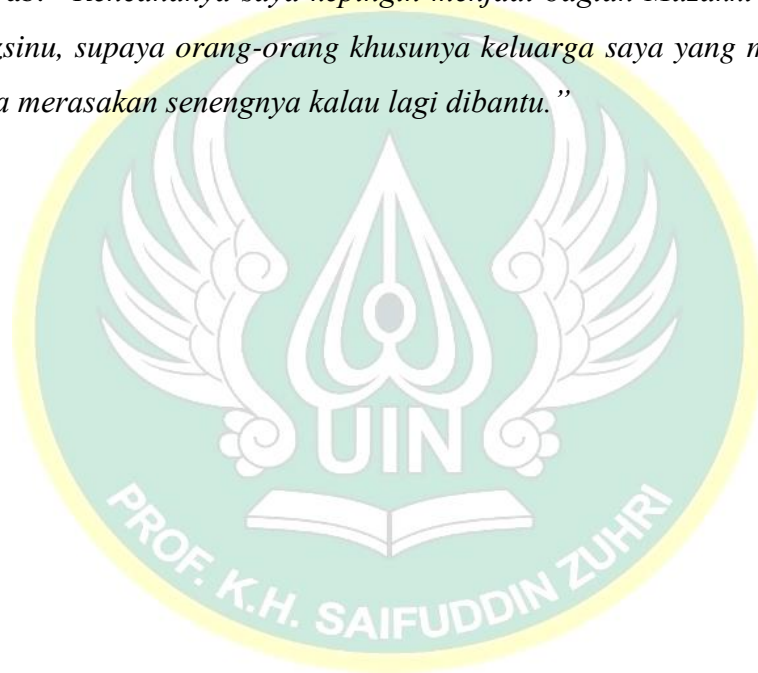 "Rencananya saya kepingin menjadi bagian
supaya orang-orang khusunya keluarga saya yang
merasakan senengnya kalau lagi dibantu.”
UIN
PROF. K.H. SAIFUDDIN ZUHRI